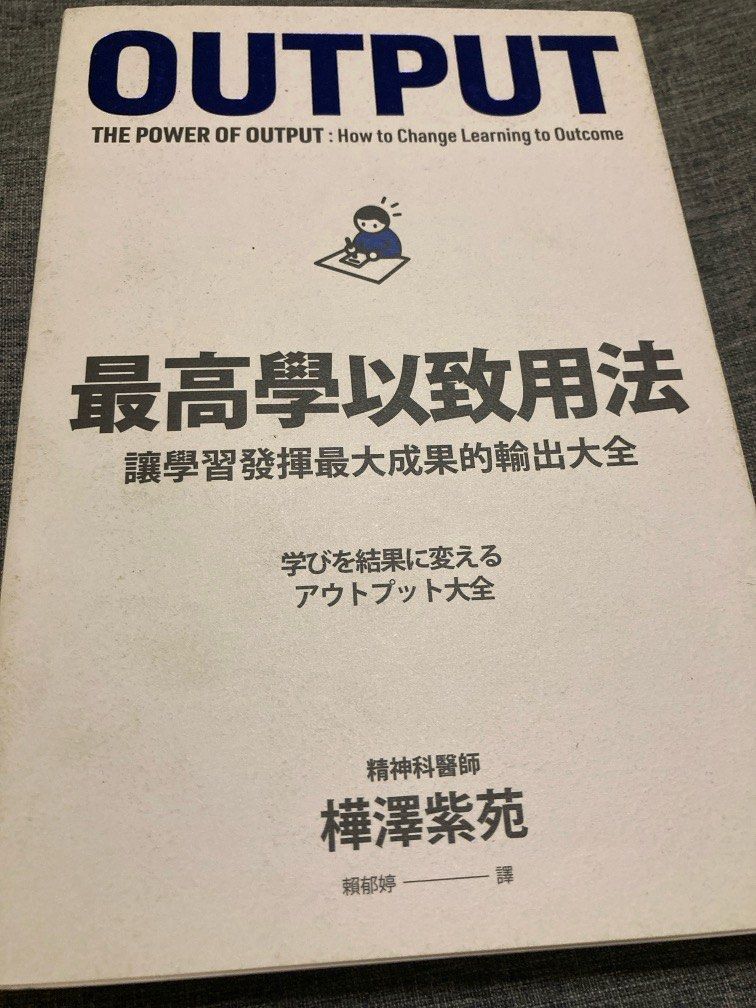 OUTPUT
THE POWER OF OUTPUT : How to Change Learning to Outcome
最高學以致用法
讓學習發揮最大成果的輸出大全
学びを結果に変える
アウトプット大全
精神科醫師
樺澤紫苑
賴郁婷 ——— 譯